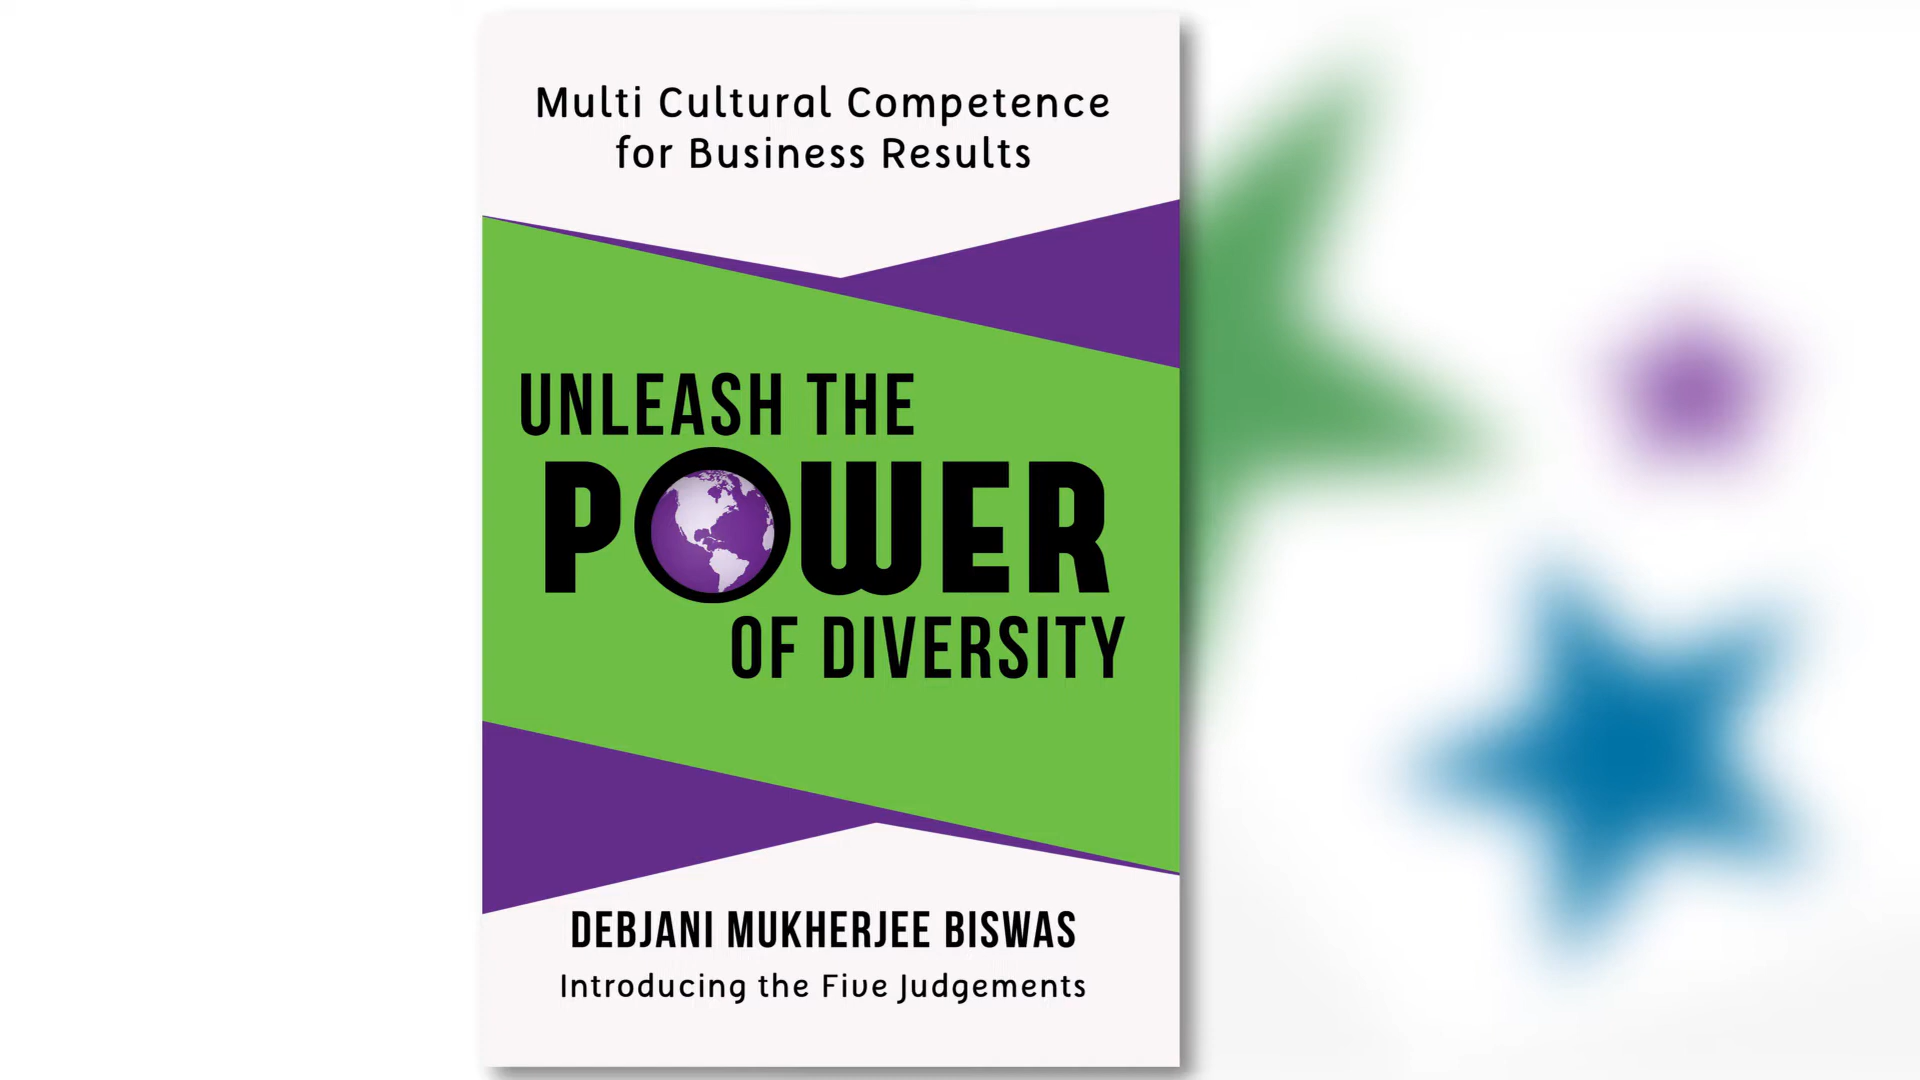 Multi Cultural Competence
for Business Results
UNLEASH THE
POWER
OF DIVERSITY
DEBJANI MUKHERJEE BISWAS
Introducing the Five Judgements